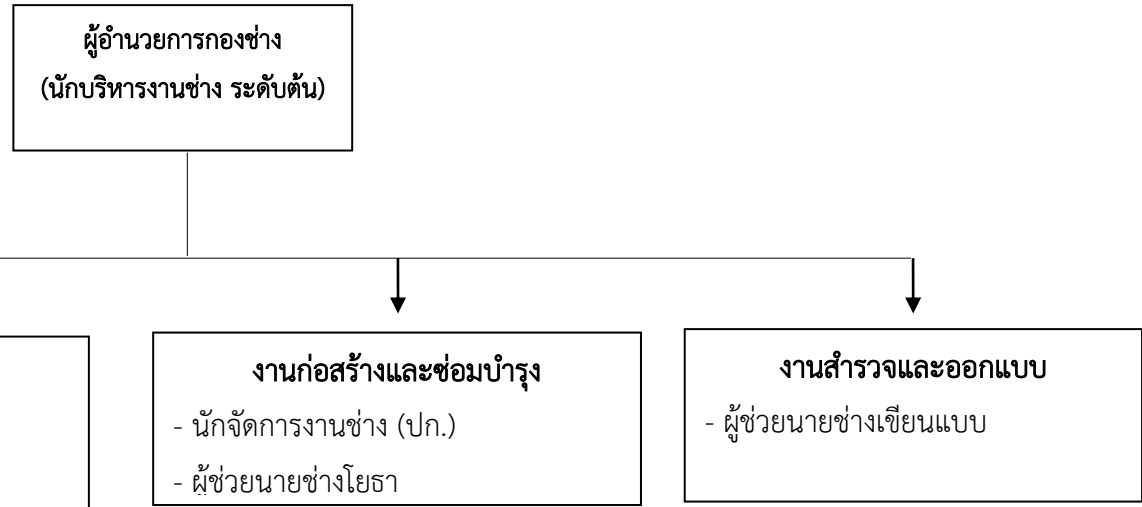 ผู้อำนวยการกองช่าง
(นักบริหารงานช่าง ระดับต้น)
งานก่อสร้างและซ่อมบำรุง
- นักจัดการงานช่าง (ปก.)
- ผู้ช่วยนายช่างโยธา
งานสำรวจและออกแบบ
- ผู้ช่วยนายช่างเขียนแบบ